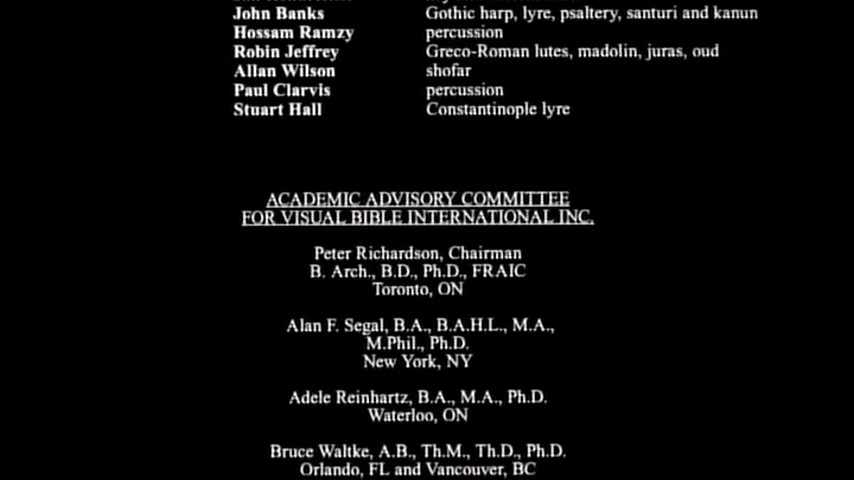 John Banks Gothic harp, lyre, psaltery, santuri and kanun
Hossam Ramzy percussion
Robin Jeffrey Greco-Roman lutes, madolin, juras, oud
Allan Wilson shofar
Paul Clarvis percussion
Stuart Hall Constantinople lyre
ACADEMIC ADVISORY COMMITTEE
FOR VISUAL BIBLE INTERNATIONAL INC.
Peter Richardson, Chairman
B. Arch., B.D., Ph.D., FRAIC
Toronto, ON
Alan F. Segal, B.A., B.A.H.L., M.A.,
M.Phil., Ph.D.
New York, NY
Adele Reinhartz, B.A., M.A., Ph.D.
Waterloo, ON
Bruce Waltke, A.B., Th.M., Th.D., Ph.D.
Orlando, FL and Vancouver, BC